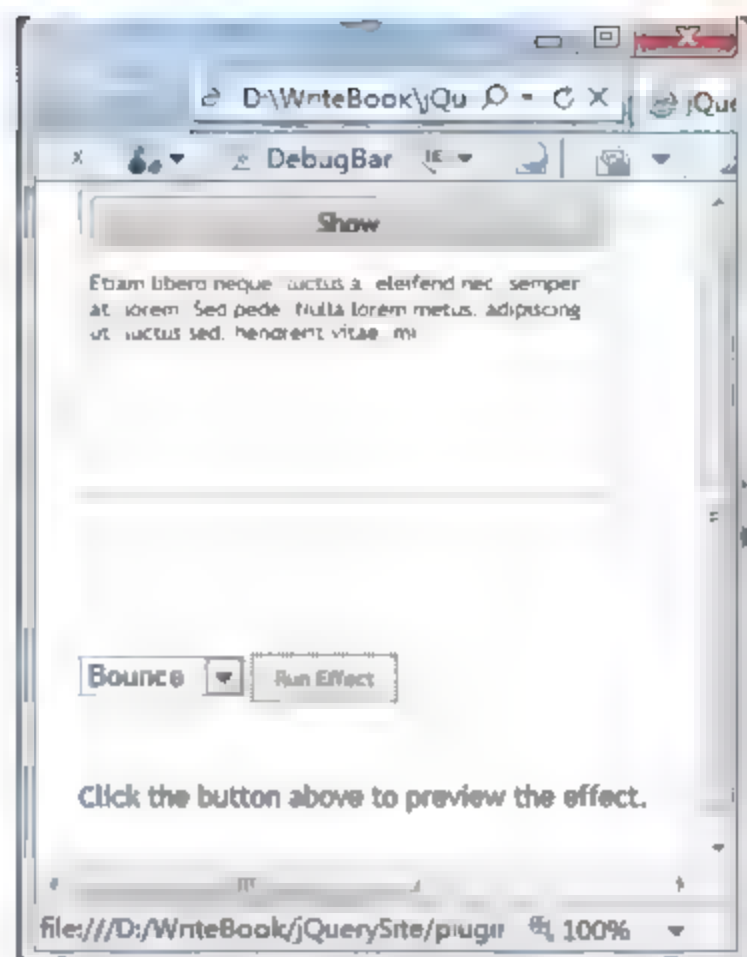 D:\WriteBook\jQu
jQue
x DebugBar
Show
Etiam libero neque, luctus a, eleifend nec, semper
at, lorem. Sed pede. Nulla lorem metus, adipiscing
ut, luctus sed, hendrerit vitae, mi.
Bounce Run Effect
Click the button above to preview the effect.
file:///D:/WriteBook/jQuerySite/plugin 100%